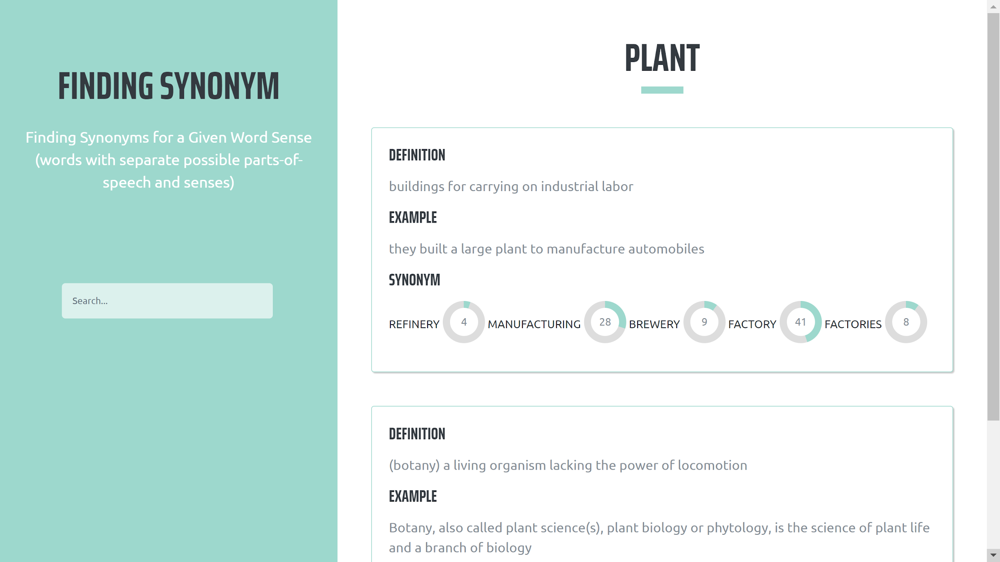 FINDING SYNONYM
Finding Synonyms for a Given Word Sense
(words with separate possible parts-of-
speech and senses)
Search...
PLANT
DEFINITION
buildings for carrying on industrial labor
EXAMPLE
they built a large plant to manufacture automobiles
SYNONYM
REFINERY 4 MANUFACTURING 28 BREWERY 9 FACTORY 41 FACTORIES 8
DEFINITION
(botany) a living organism lacking the power of locomotion
EXAMPLE
Botany, also called plant science(s), plant biology or phytology, is the science of plant life
and a branch of biology